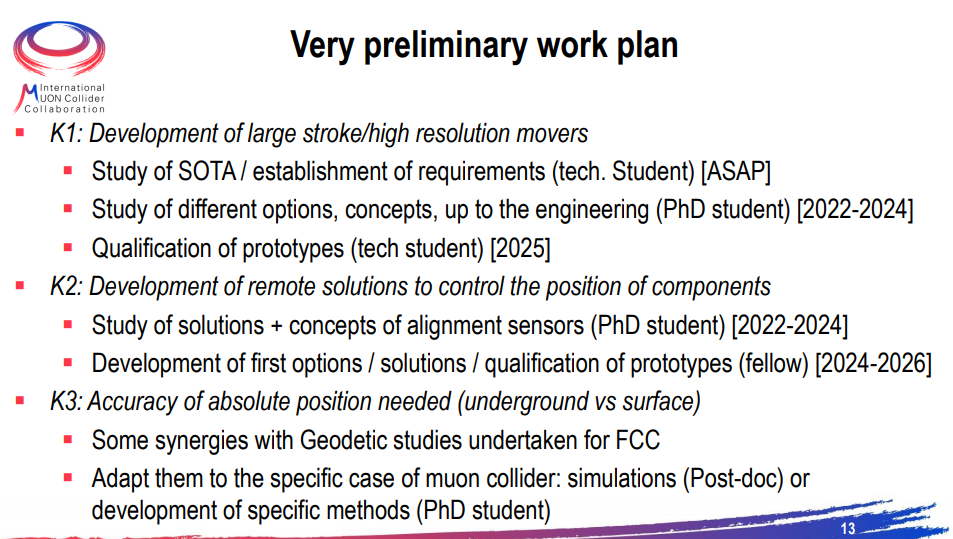 Very preliminary work plan
International
MUON Collider
Collaboration
▪ K1: Development of large stroke/high resolution movers
▪ Study of SOTA / establishment of requirements (tech. Student) [ASAP]
▪ Study of different options, concepts, up to the engineering (PhD student) [2022-2024]
▪ Qualification of prototypes (tech student) [2025]
▪ K2: Development of remote solutions to control the position of components
▪ Study of solutions + concepts of alignment sensors (PhD student) [2022-2024]
▪ Development of first options / solutions / qualification of prototypes (fellow) [2024-2026]
▪ K3: Accuracy of absolute position needed (underground vs surface)
▪ Some synergies with Geodetic studies undertaken for FCC
▪ Adapt them to the specific case of muon collider: simulations (Post-doc) or
development of specific methods (PhD student)
13